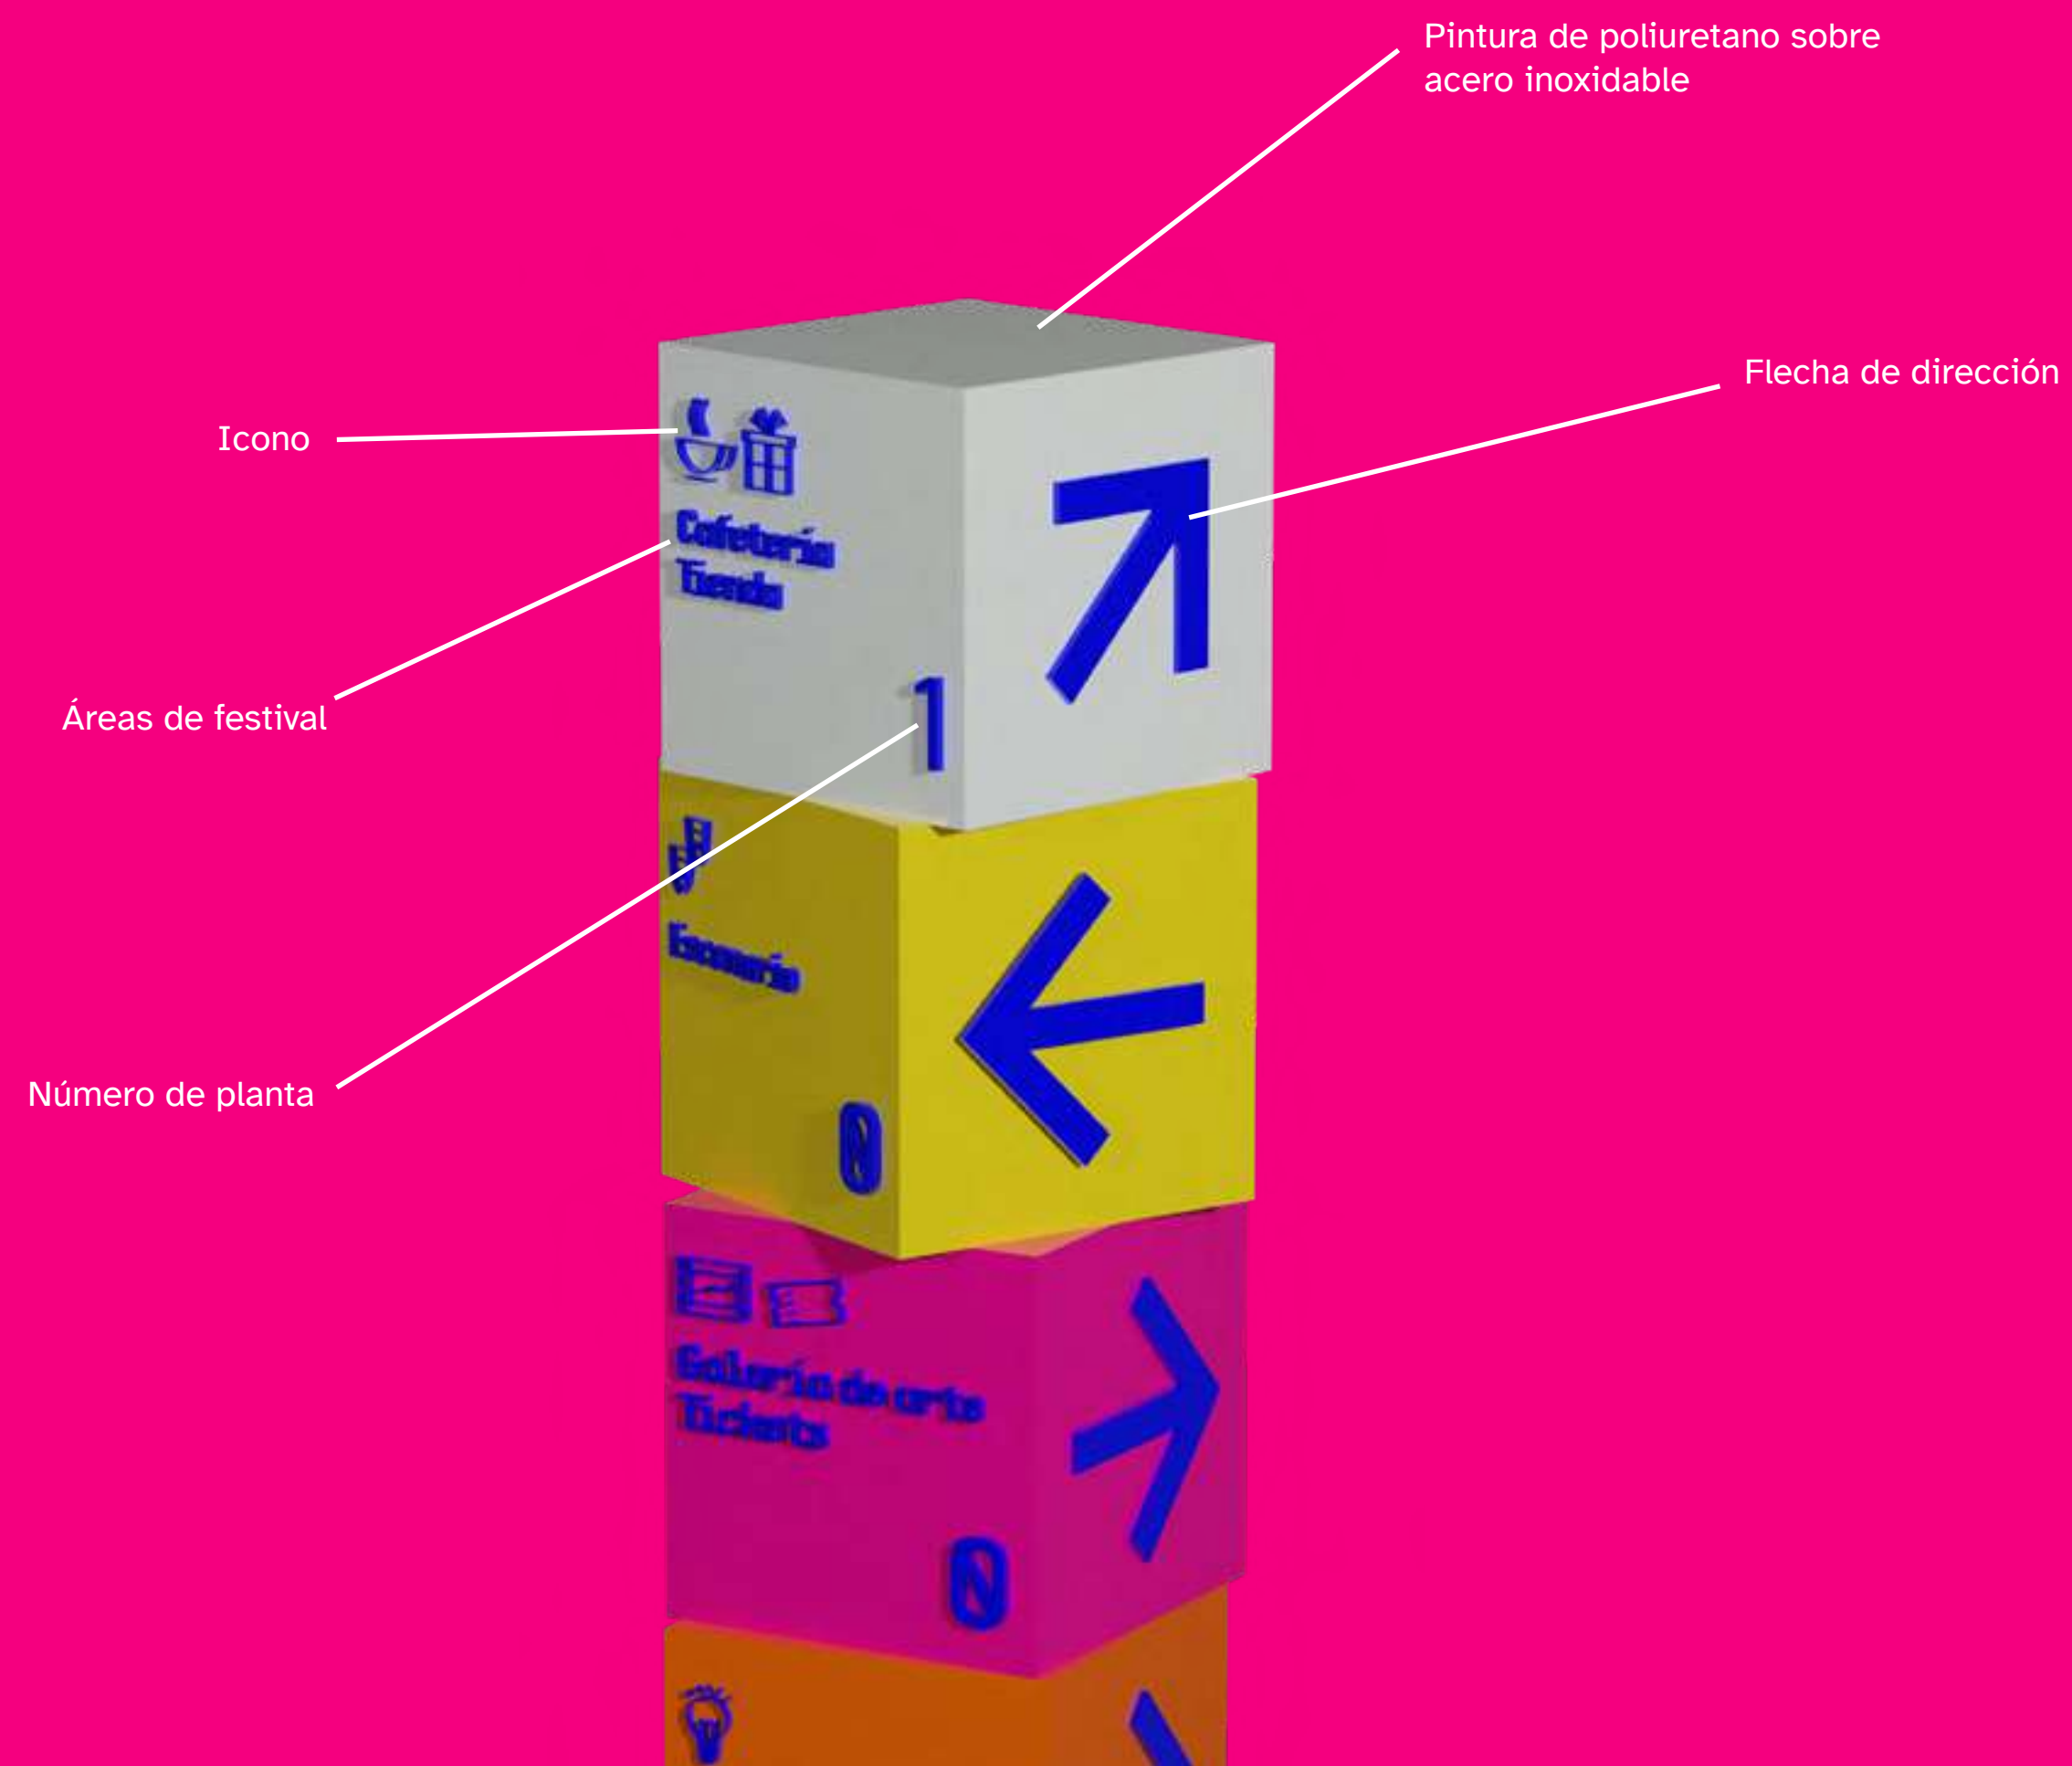 Pintura de poliuretano sobre
acero inoxidable
Flecha de dirección
Icono
Áreas de festival
Número de planta
Cafetería
Tienda
1
Escenario
0
Galería de arte
Tickets
0